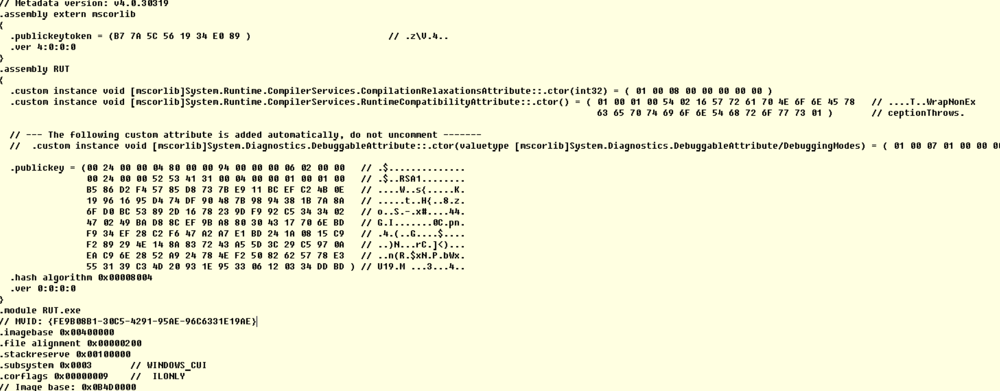 // Metadata version: v4.0.30319
.assembly extern mscorlib
{
  .publickeytoken = (B7 7A 5C 56 19 34 E0 89 )                         // .z\V.4..
  .ver 4:0:0:0
}
.assembly RUT
{
  .custom instance void [mscorlib]System.Runtime.CompilerServices.CompilationRelaxationsAttribute::.ctor(int32) = ( 01 00 08 00 00 00 00 00 )
  .custom instance void [mscorlib]System.Runtime.CompilerServices.RuntimeCompatibilityAttribute::.ctor() = ( 01 00 01 00 54 02 16 57 72 61 70 4E 6F 6E 45 78   // ....T..WrapNonEx
                                                                                                             63 65 70 74 69 6F 6E 54 68 72 6F 77 73 01 )       // ceptionThrows.
  // --- The following custom attribute is added automatically, do not uncomment -------
  //  .custom instance void [mscorlib]System.Diagnostics.DebuggableAttribute::.ctor(valuetype [mscorlib]System.Diagnostics.DebuggableAttribute/DebuggingModes) = ( 01 00 07 01 00 00 00
  .publickey = (00 24 00 00 04 80 00 00 94 00 00 00 06 02 00 00   // .$..............
                00 24 00 00 52 53 41 31 00 04 00 00 01 00 01 00   // .$..RSA1........
                B5 86 D2 F4 57 85 D8 73 7B E9 11 BC EF C2 4B 0E   // ....W..s{.....K.
                19 96 16 95 D4 74 DF 90 48 7B 98 94 38 1B 7A 8A   // .....t..H{..8.z.
                6F D0 BC 53 89 2D 16 78 23 9D F9 92 C5 34 34 02   // o..S.-.x#....44.
                47 02 49 BA D8 8C EF 9B A8 80 30 43 17 70 6E BD   // G.I.......0C.pn.
                F9 34 EF 28 C2 F6 47 A2 A7 E1 BD 24 1A 08 15 C9   // .4.(..G....$....
                F2 89 29 4E 14 8A 83 72 43 A5 5D 3C 29 C5 97 0A   // ..)N...rC.]<)...
                EA C9 6E 28 52 A9 24 78 4E F2 50 82 62 57 78 E3   // ..n(R.$xN.P.bWx.
                55 31 39 C3 4D 20 93 1E 95 33 06 12 03 34 DD BD ) // U19.M ...3...4..
  .hash algorithm 0x00008004
  .ver 0:0:0:0
}
.module RUT.exe
// MVID: {FE9B08B1-30C5-4291-95AE-96C6331E19AE}
.imagebase 0x00400000
.file alignment 0x00000200
.stackreserve 0x00100000
.subsystem 0x0003       // WINDOWS_CUI
.corflags 0x00000009    //  ILONLY
// Image base: 0x0B4D0000